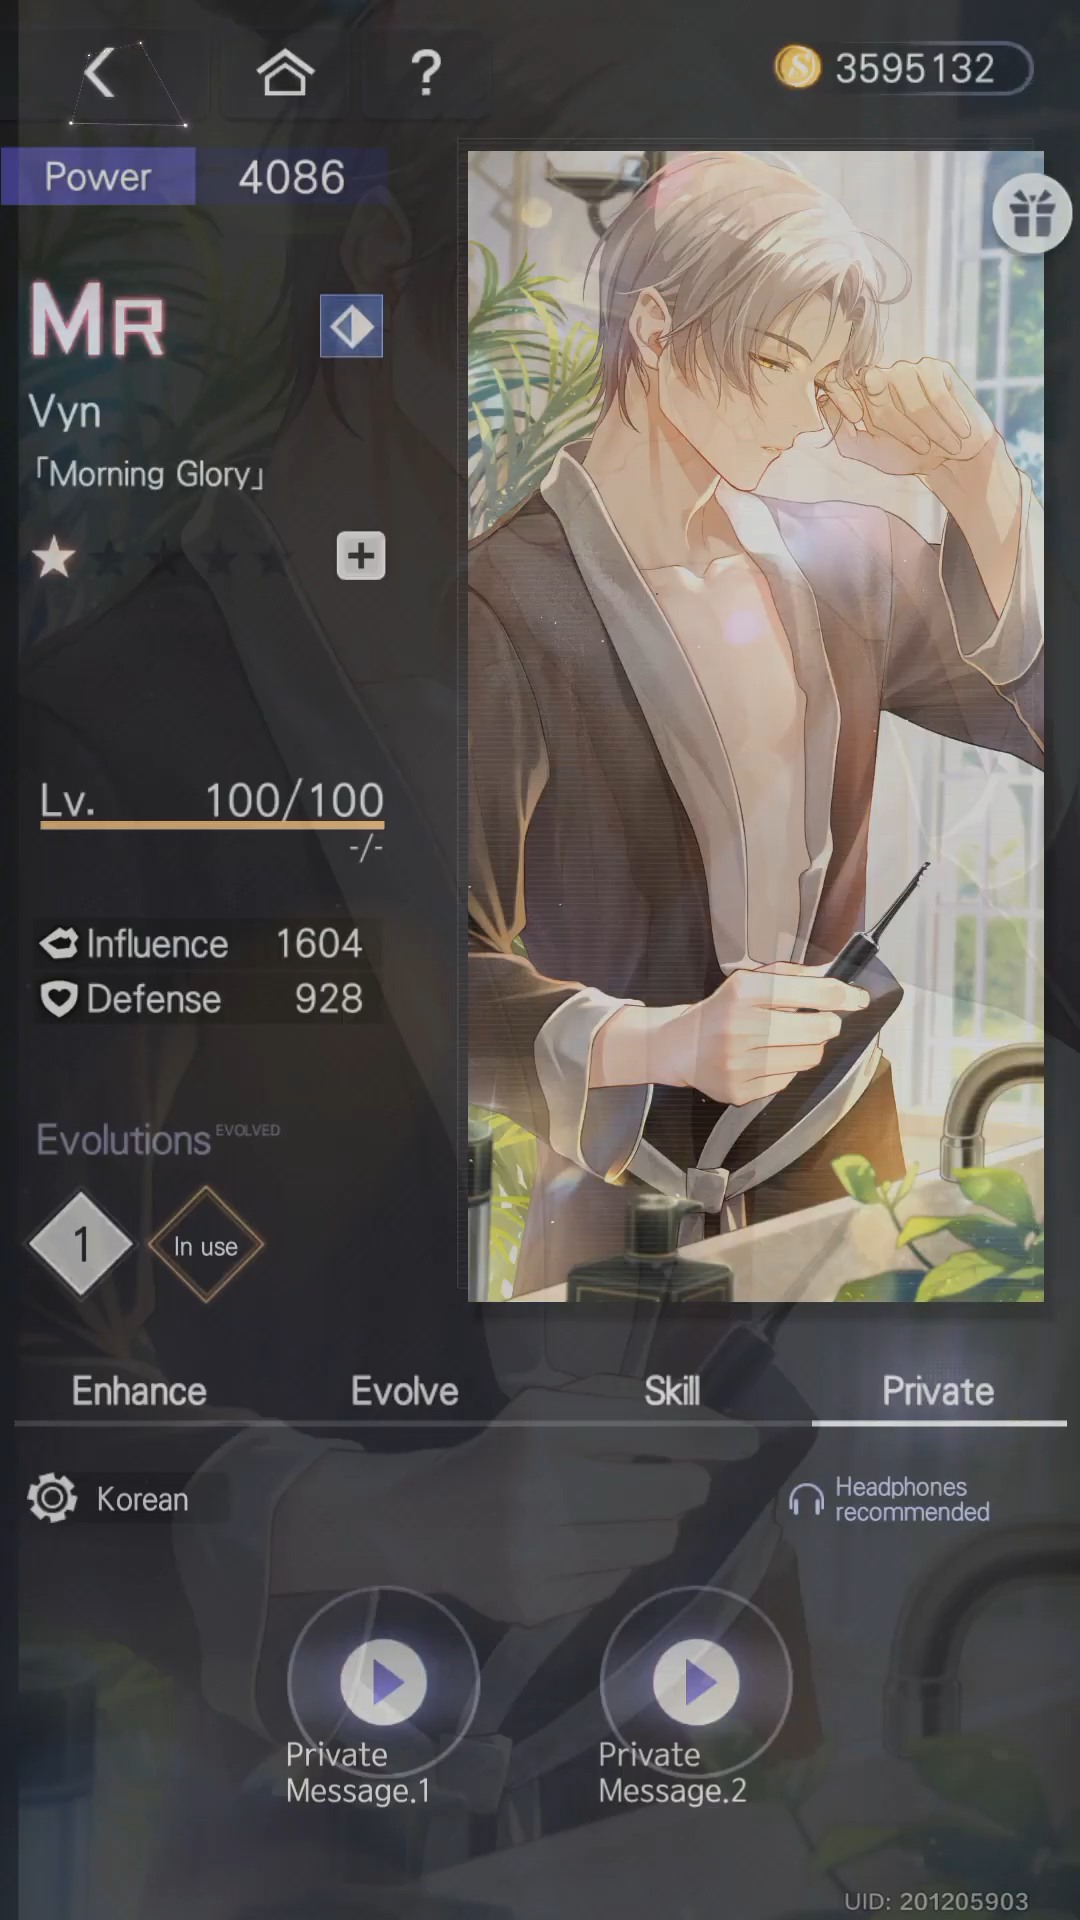 ?
3595132
Power 4086
MR
Vyn
「Morning Glory」
Lv. 100/100
-/-
Influence 1604
Defense 928
Evolutions EVOLVED
1 In use
Enhance Evolve Skill Private
Korean
Headphones
recommended
Private
Message.1
Private
Message.2
UID: 201205903